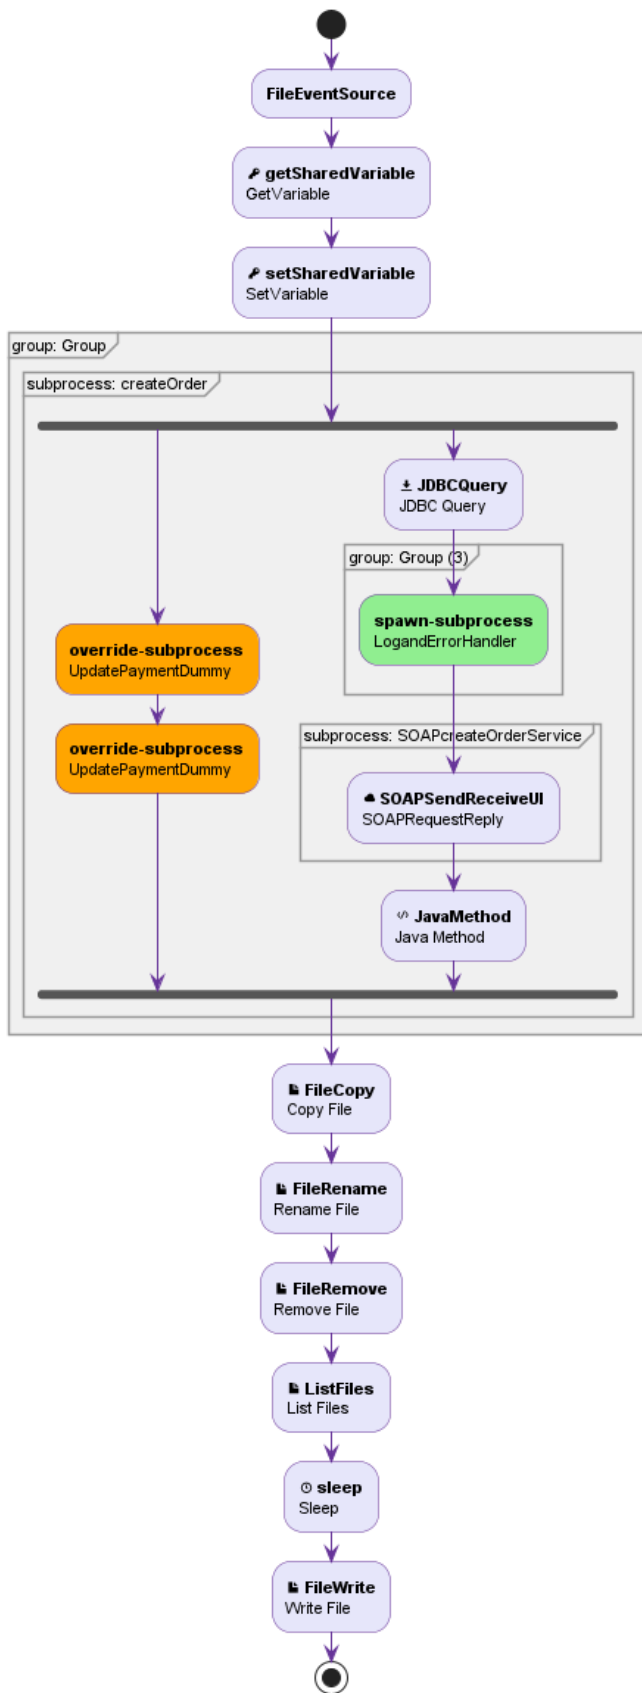 FileEventSource
getSharedVariable
GetVariable
setSharedVariable
SetVariable
group: Group
subprocess: createOrder
JDBCQuery
JDBC Query
group: Group (3)
spawn-subprocess
LogandErrorHandler
override-subprocess
UpdatePaymentDummy
override-subprocess
UpdatePaymentDummy
subprocess: SOAPcreateOrderService
SOAPSendReceiveUI
SOAPRequestReply
JavaMethod
Java Method
FileCopy
Copy File
FileRename
Rename File
FileRemove
Remove File
ListFiles
List Files
sleep
Sleep
FileWrite
Write File